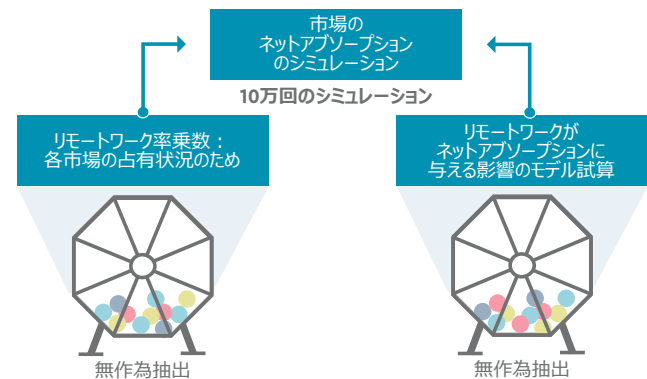 市場の
ネットアブソープション
のシミュレーション
10万回のシミュレーション
リモートワーク率乗数：
各市場の占有状況のため
リモートワークが
ネットアブソープションに
与える影響のモデル試算
無作為抽出
無作為抽出